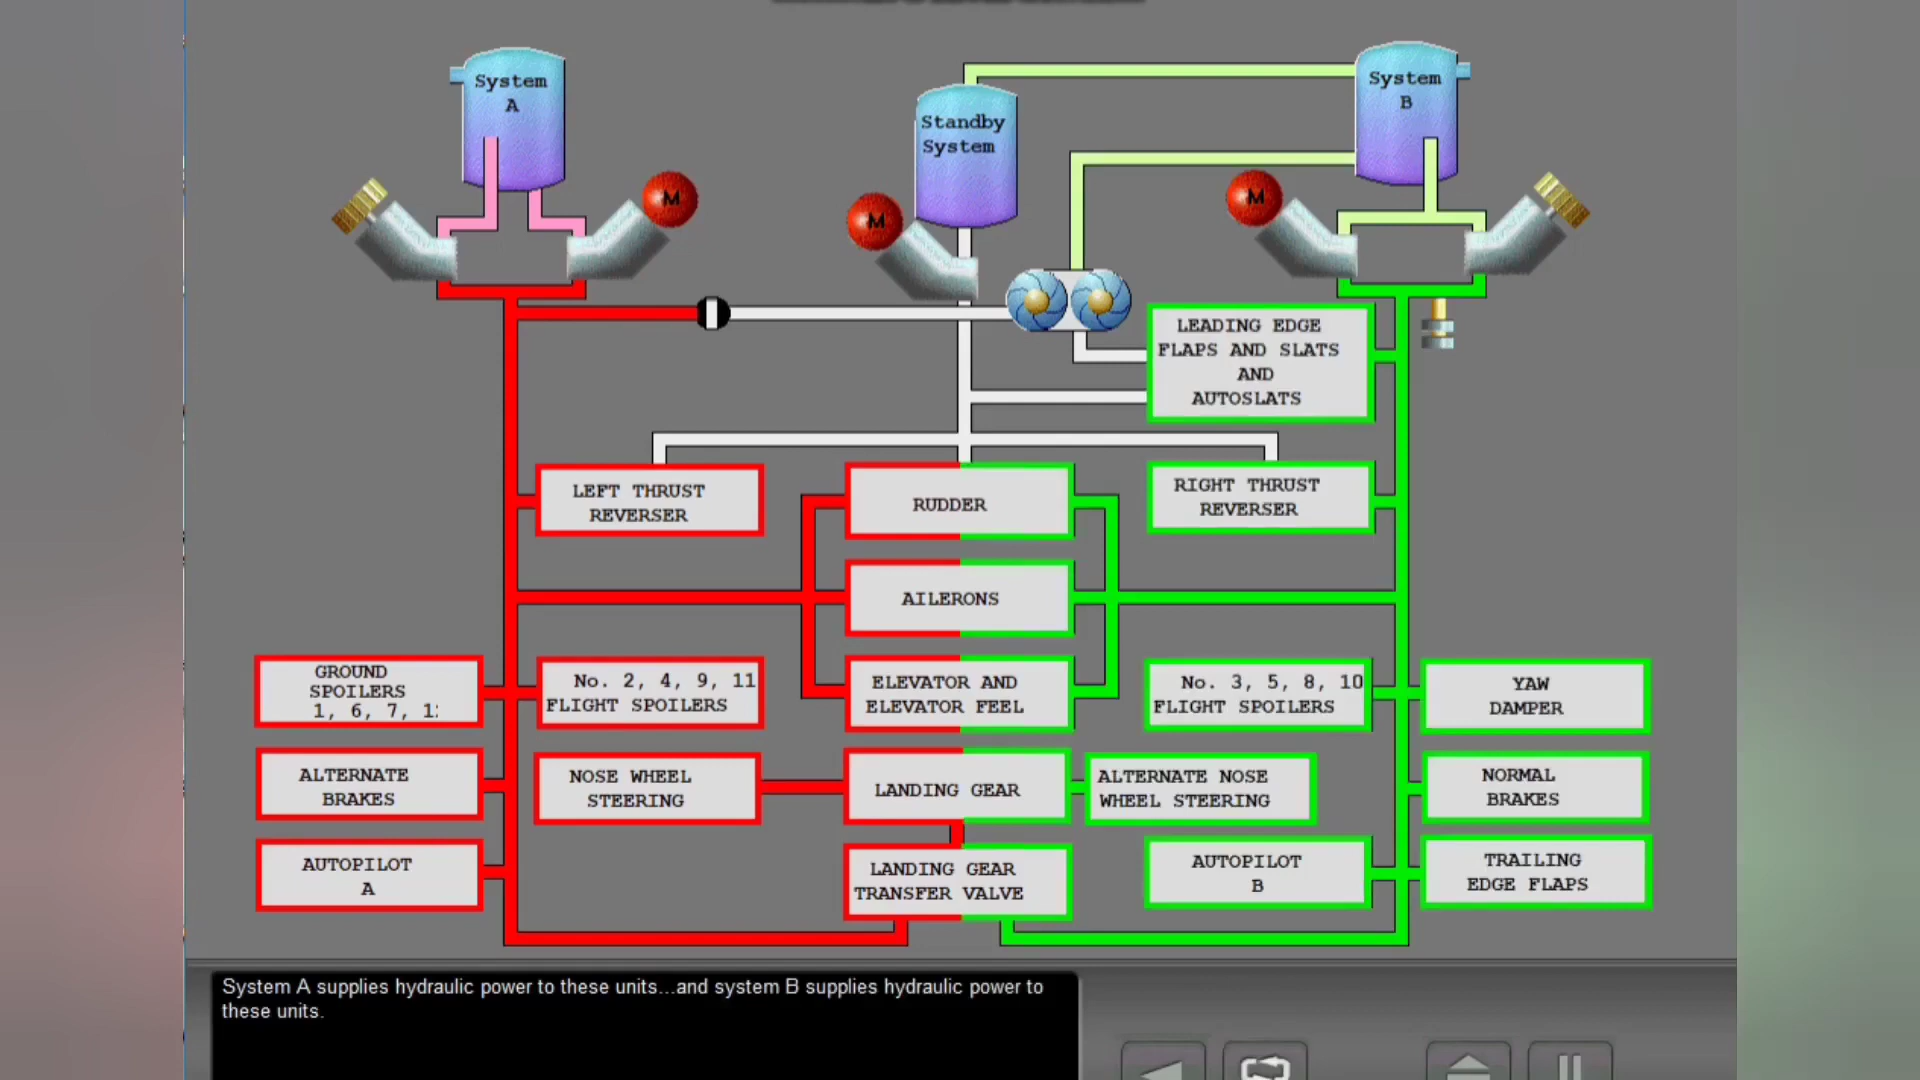 System
A
System
B
Standby
System
M
M
M
LEADING EDGE
FLAPS AND SLATS
AND
AUTOSLATS
LEFT THRUST
REVERSER
RUDDER
RIGHT THRUST
REVERSER
AILERONS
GROUND
SPOILERS
1, 6, 7,
No. 2, 4, 9, 11
FLIGHT SPOILERS
ELEVATOR AND
ELEVATOR FEEL
No. 3, 5, 8, 10
FLIGHT SPOILERS
YAW
DAMPER
ALTERNATE
BRAKES
NOSE WHEEL
STEERING
LANDING GEAR
ALTERNATE NOSE
WHEEL STEERING
NORMAL
BRAKES
AUTOPILOT
A
LANDING GEAR
TRANSFER VALVE
AUTOPILOT
B
TRAILING
EDGE FLAPS
System A supplies hydraulic power to these units...and system B supplies hydraulic power to
these units.